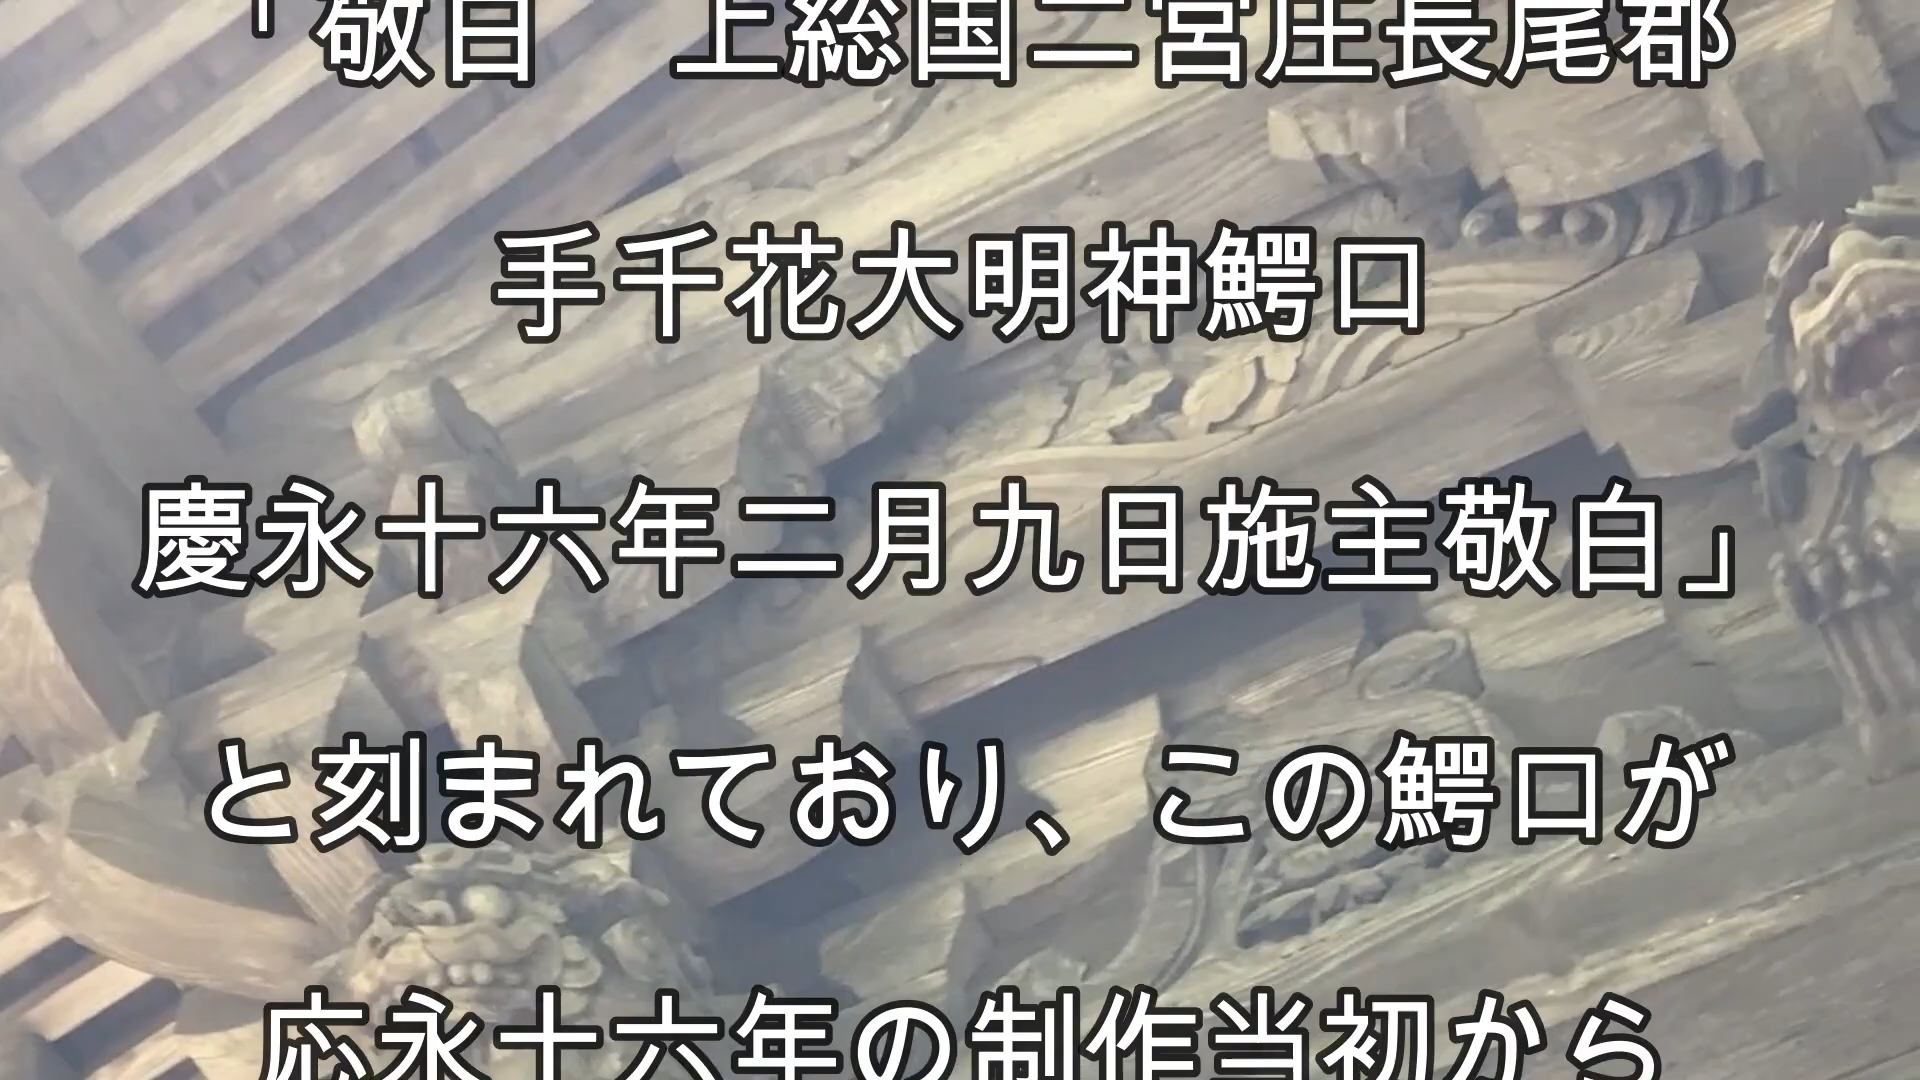 「敬日　上総国二宮庄長尾郡
手千花大明神鰐口
慶永十六年二月九日施主敬白」
と刻まれており、この鰐口が
応永十六年の制作当初から